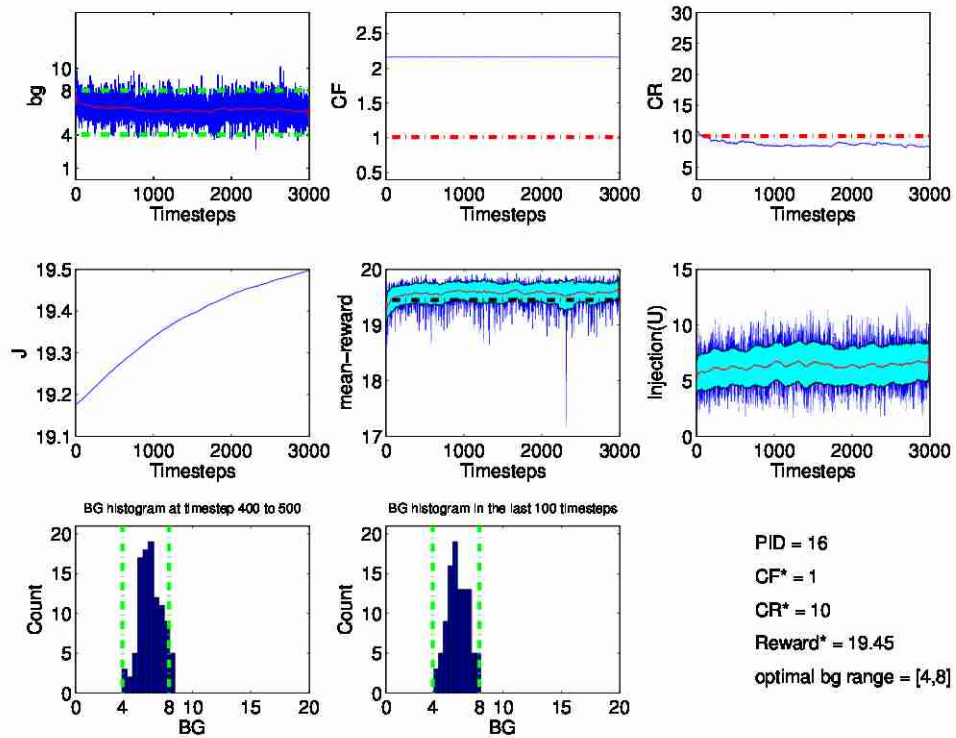 10
8
4
1
bg
0 1000 2000 3000
Timesteps
2.5
2
1.5
1
0.5
CF
0 1000 2000 3000
Timesteps
30
25
20
15
10
5
CR
0 1000 2000 3000
Timesteps
19.5
19.4
19.3
19.2
19.1
J
0 1000 2000 3000
Timesteps
20
19
18
17
mean-reward
0 1000 2000 3000
Timesteps
15
10
5
0
Injection(U)
0 1000 2000 3000
Timesteps
BG histogram at timestep 400 to 500
20
15
10
5
0
Count
0 4 8 12 16 20
BG
BG histogram in the last 100 timesteps
20
15
10
5
0
Count
0 4 8 12 16 20
BG
PID = 16
CF* = 1
CR* = 10
Reward* = 19.45
optimal bg range = [4,8]